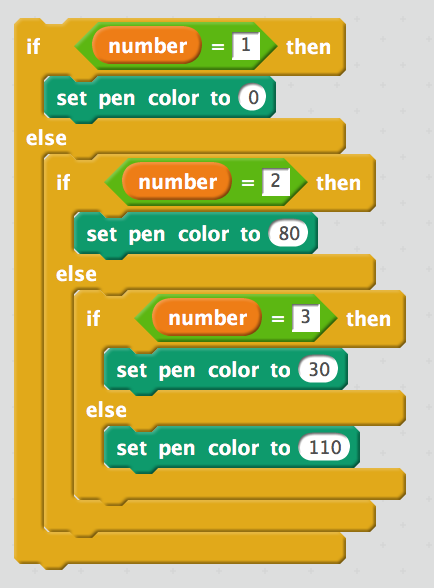 if number = 1 then
set pen color to 0
else
if number = 2 then
set pen color to 80
else
if number = 3 then
set pen color to 30
else
set pen color to 110